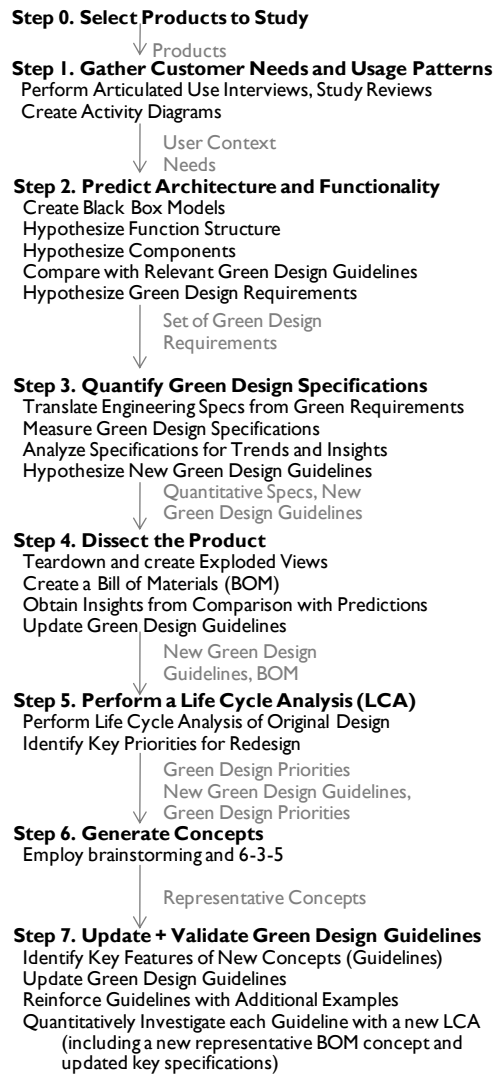 Step 0. Select Products to Study
Products
Step 1. Gather Customer Needs and Usage Patterns
Perform Articulated Use Interviews, Study Reviews
Create Activity Diagrams
User Context
Needs
Step 2. Predict Architecture and Functionality
Create Black Box Models
Hypothesize Function Structure
Hypothesize Components
Compare with Relevant Green Design Guidelines
Hypothesize Green Design Requirements
Set of Green Design
Requirements
Step 3. Quantify Green Design Specifications
Translate Engineering Specs from Green Requirements
Measure Green Design Specifications
Analyze Specifications for Trends and Insights
Hypothesize New Green Design Guidelines
Quantitative Specs, New
Green Design Guidelines
Step 4. Dissect the Product
Teardown and create Exploded Views
Create a Bill of Materials (BOM)
Obtain Insights from Comparison with Predictions
Update Green Design Guidelines
New Green Design
Guidelines, BOM
Step 5. Perform a Life Cycle Analysis (LCA)
Perform Life Cycle Analysis of Original Design
Identify Key Priorities for Redesign
Green Design Priorities
New Green Design Guidelines,
Green Design Priorities
Step 6. Generate Concepts
Employ brainstorming and 6-3-5
Representative Concepts
Step 7. Update + Validate Green Design Guidelines
Identify Key Features of New Concepts (Guidelines)
Update Green Design Guidelines
Reinforce Guidelines with Additional Examples
Quantitatively Investigate each Guideline with a new LCA
(including a new representative BOM concept and
updated key specifications)